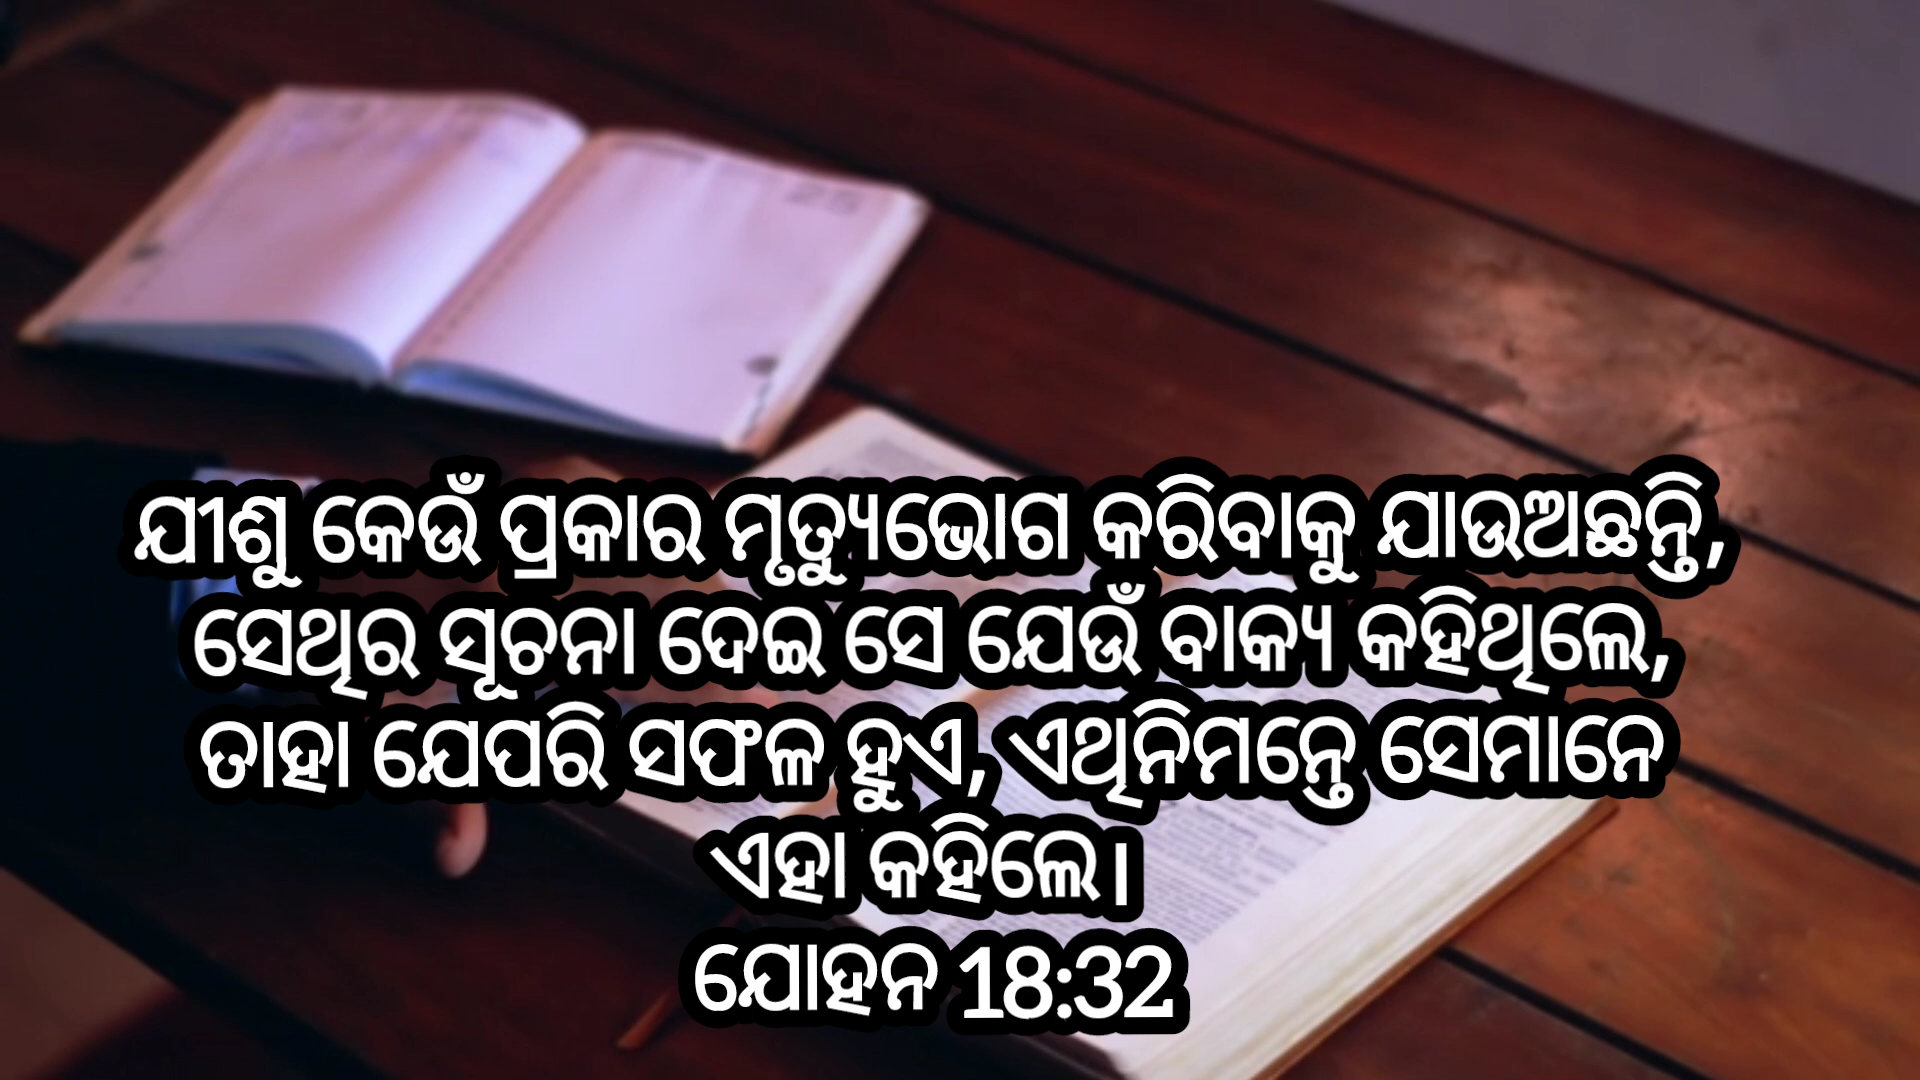 ଯୀଶୁ କେଉଁ ପ୍ରକାର ମୃତ୍ୟୁଭୋଗ କରିବାକୁ ଯାଉଅଛନ୍ତି,
ସେଥିର ସୂଚନା ଦେଇ ସେ ଯେଉଁ ବାକ୍ୟ କହିଥିଲେ,
ତାହା ଯେପରି ସଫଳ ହୁଏ, ଏଥିନିମନ୍ତେ ସେମାନେ
ଏହା କହିଲେ।
ଯୋହନ 18:32